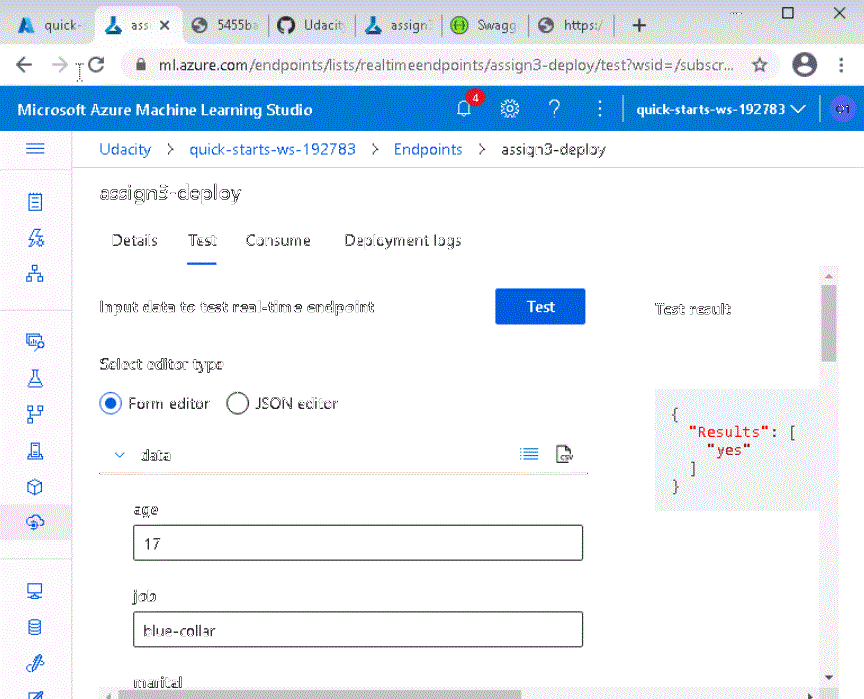 quick-
ass
5455ba
Udacit
assign
Swagg
https:/
ml.azure.com/endpoints/lists/realtimeendpoints/assign3-deploy/test?wsid=/subscr...
Microsoft Azure Machine Learning Studio
4
?
quick-starts-ws-192783
Udacity > quick-starts-ws-192783 > Endpoints > assign3-deploy
assign3-deploy
Details Test Consume Deployment logs
Input data to test real-time endpoint
Test
Test result
Select editor type
Form editor JSON editor
{
"Results": [
"yes"
]
}
data
age
17
job
blue-collar
marital